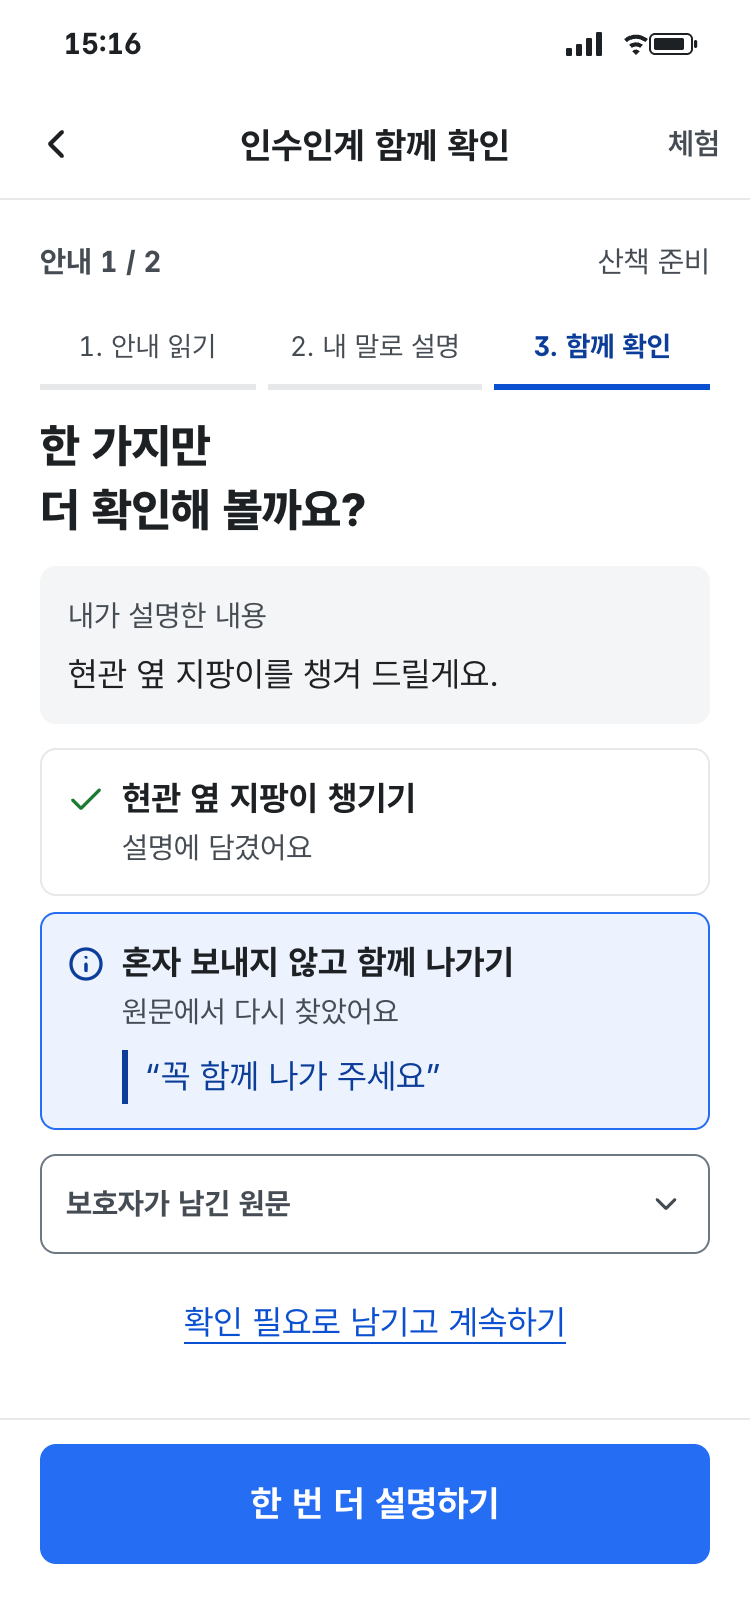 15:16
인수인계 함께 확인
체험
안내 1 / 2
산책 준비
1. 안내 읽기
2. 내 말로 설명
3. 함께 확인
한 가지만
더 확인해 볼까요?
내가 설명한 내용
현관 옆 지팡이를 챙겨 드릴게요.
현관 옆 지팡이 챙기기
설명에 담겼어요
혼자 보내지 않고 함께 나가기
원문에서 다시 찾았어요
“꼭 함께 나가 주세요”
보호자가 남긴 원문
확인 필요로 남기고 계속하기
한 번 더 설명하기